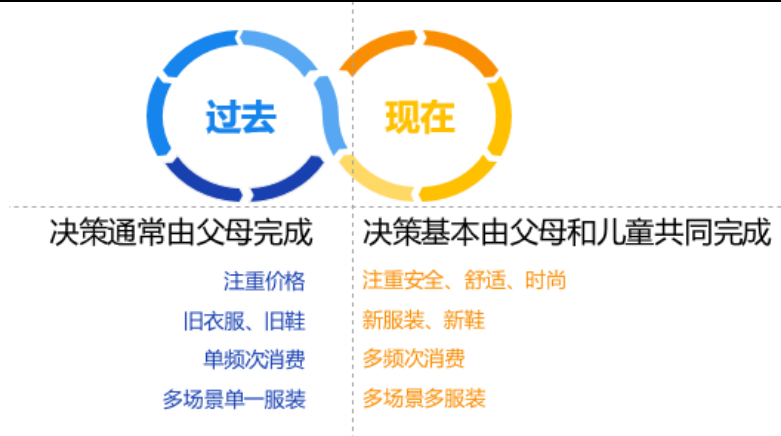 过去
现在
决策通常由父母完成
决策基本由父母和儿童共同完成
注重价格
注重安全、舒适、时尚
旧衣服、旧鞋
新服装、新鞋
单频次消费
多频次消费
多场景单一服装
多场景多服装